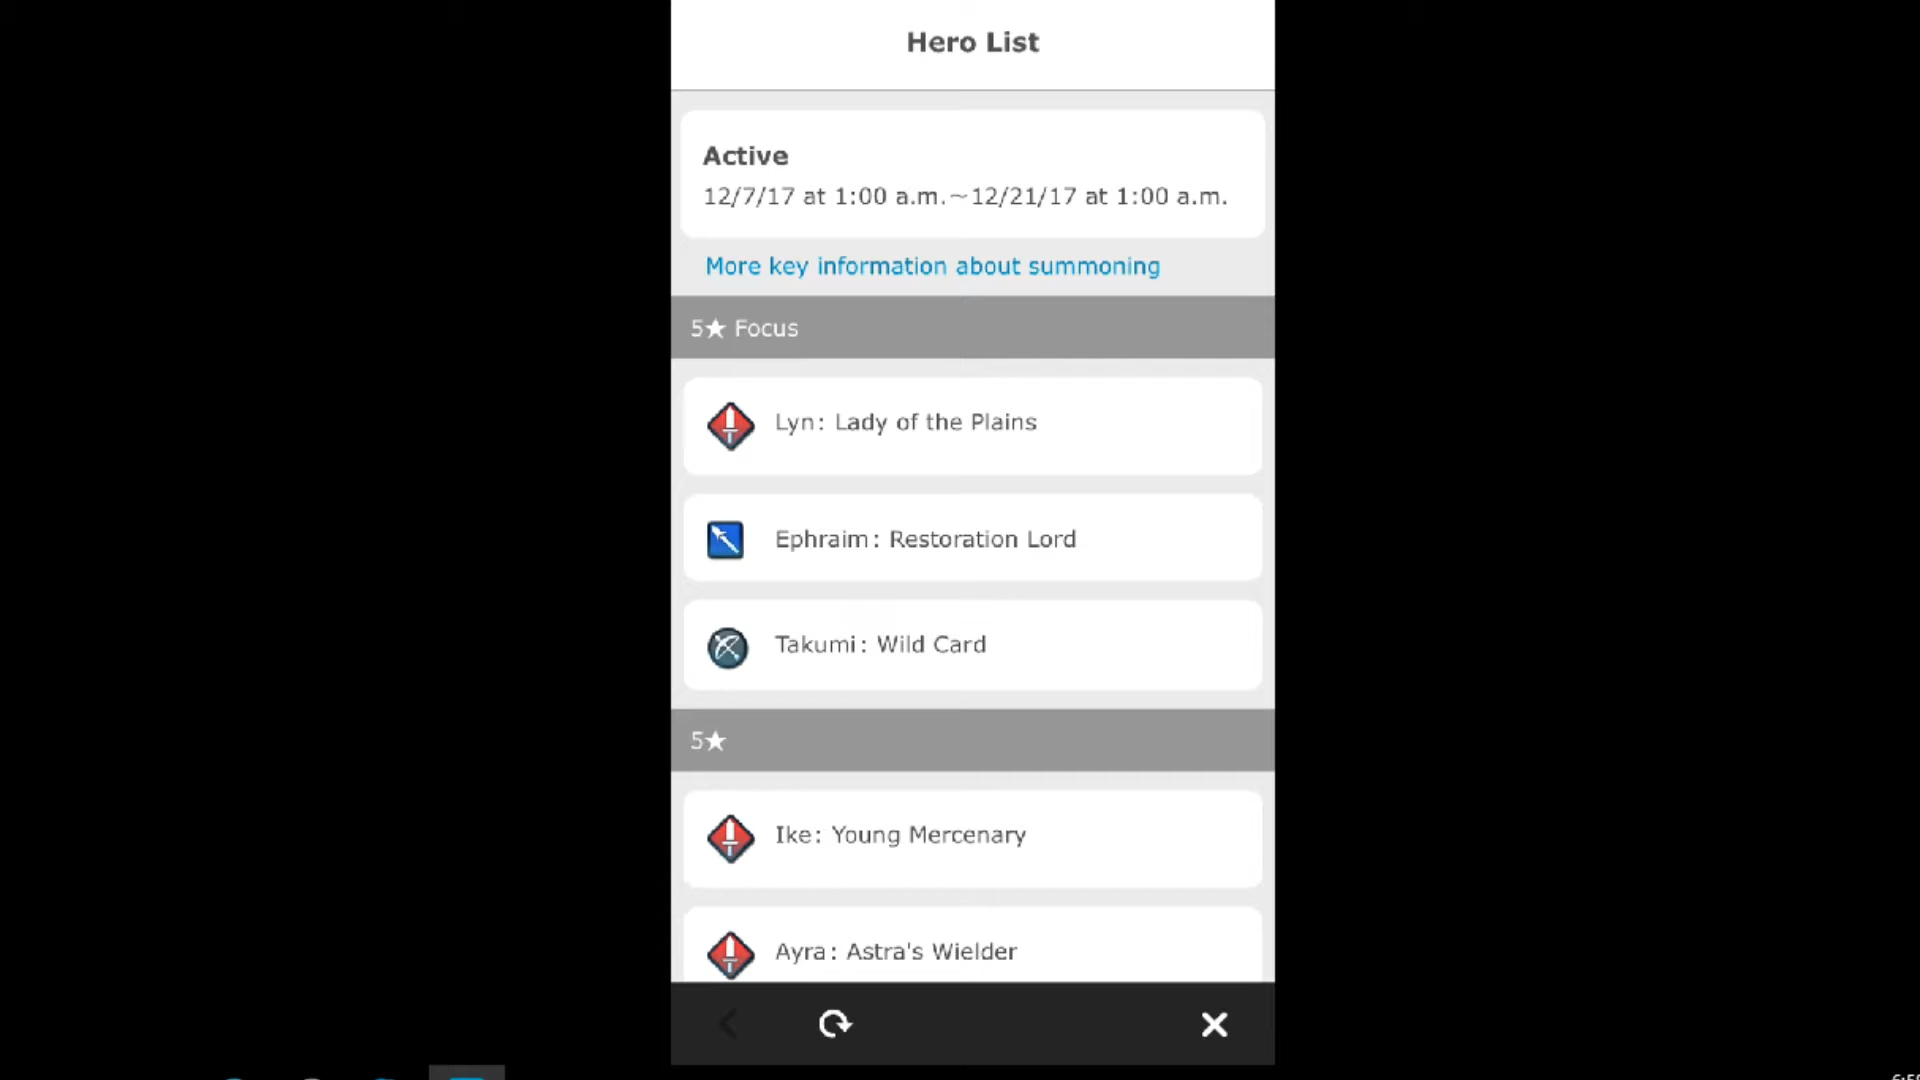 Hero List
Active
12/7/17 at 1:00 a.m.~12/21/17 at 1:00 a.m.
More key information about summoning
5★ Focus
Lyn: Lady of the Plains
Ephraim: Restoration Lord
Takumi: Wild Card
5★
Ike: Young Mercenary
Ayra: Astra's Wielder